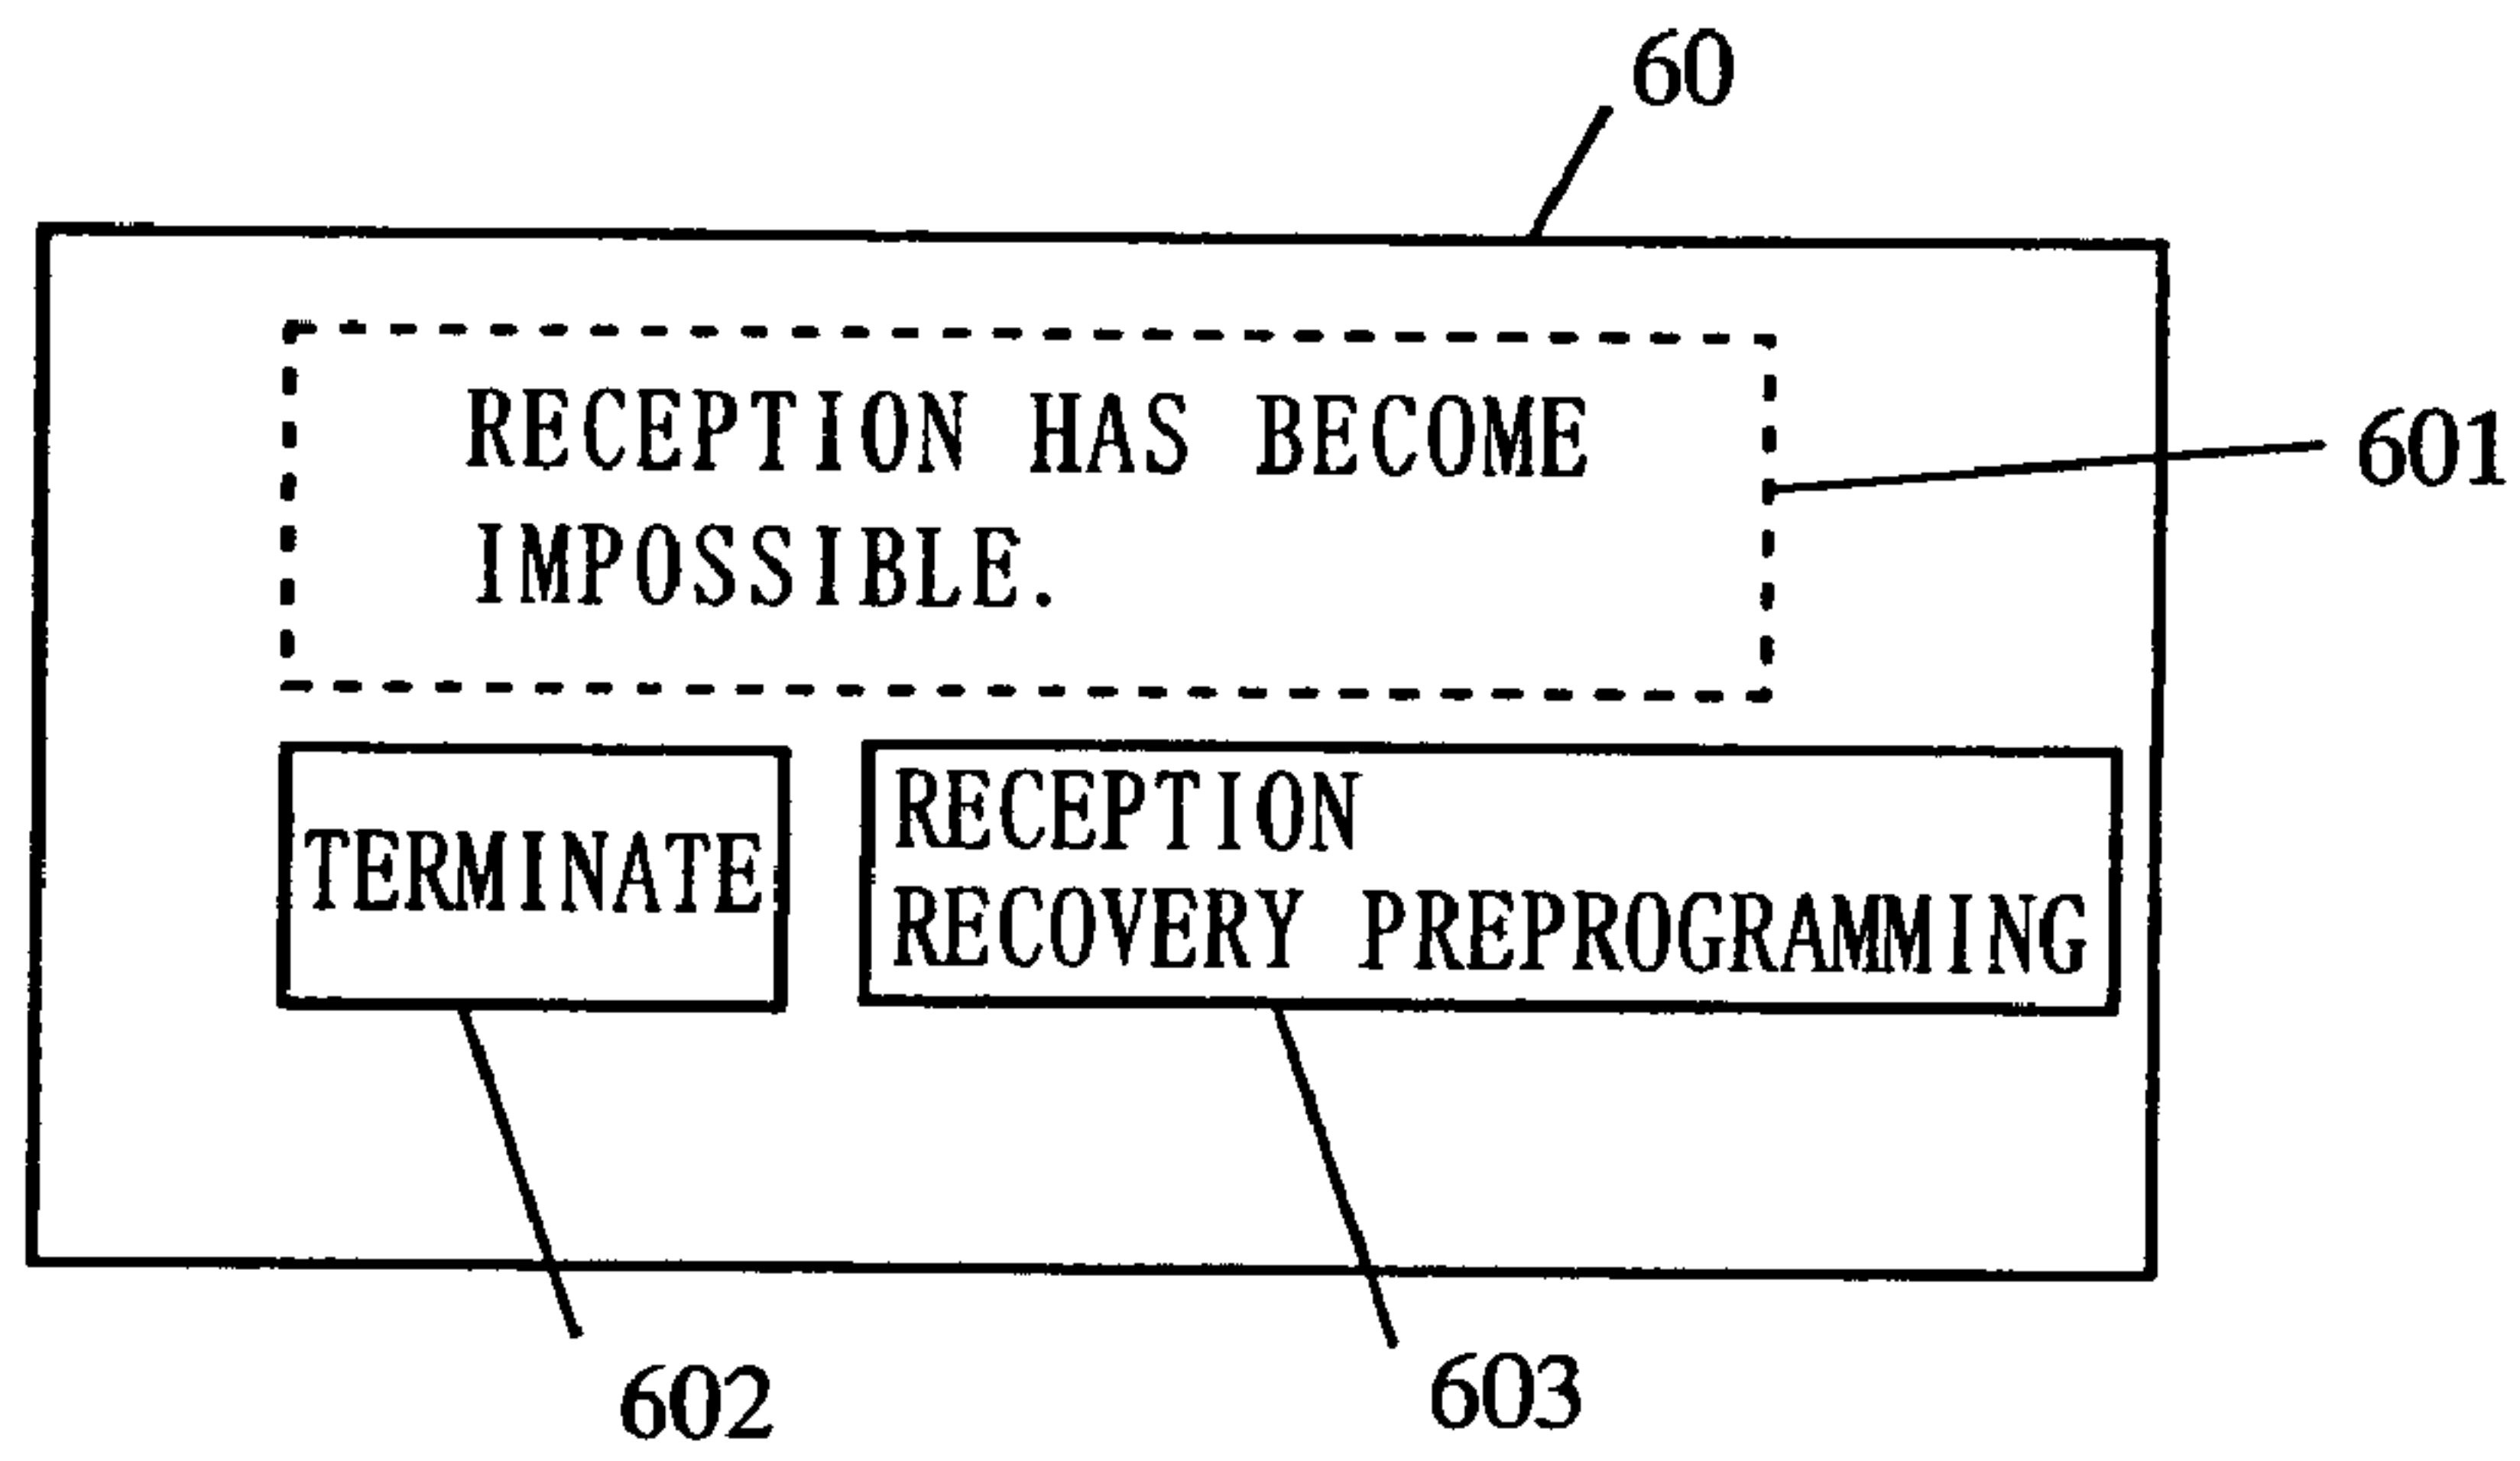 60
RECEPTION HAS BECOME
IMPOSSIBLE.
601
TERMINATE
RECEPTION
RECOVERY PREPROGRAMMING
602
603